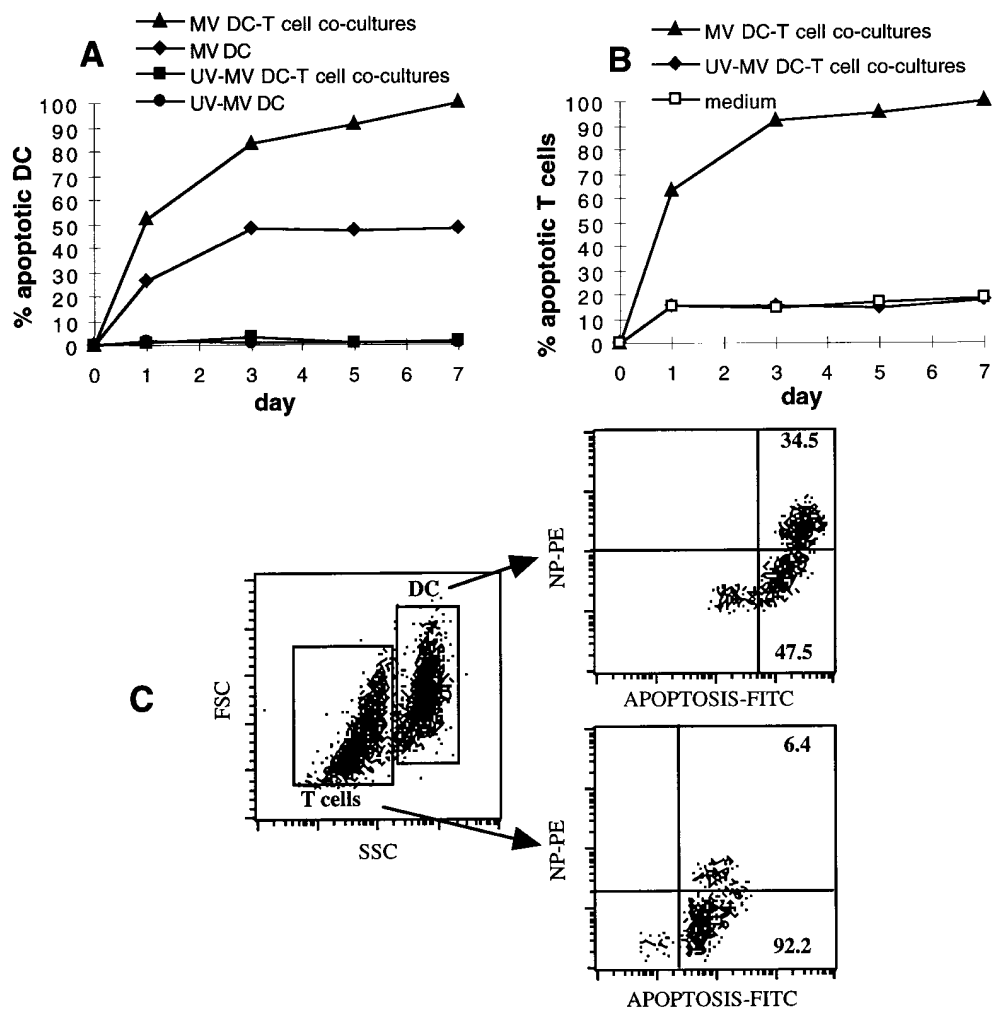 A
MV DC-T cell co-cultures
MV DC
UV-MV DC-T cell co-cultures
UV-MV DC
% apoptotic DC
100
90
80
70
60
50
40
30
20
10
0
0 1 2 3 4 5 6 7
day
B
MV DC-T cell co-cultures
UV-MV DC-T cell co-cultures
medium
% apoptotic T cells
100
90
80
70
60
50
40
30
20
10
0
0 1 2 3 4 5 6 7
day
C
FSC
DC
T cells
SSC
NP-PE
34.5
47.5
APOPTOSIS-FITC
NP-PE
6.4
92.2
APOPTOSIS-FITC